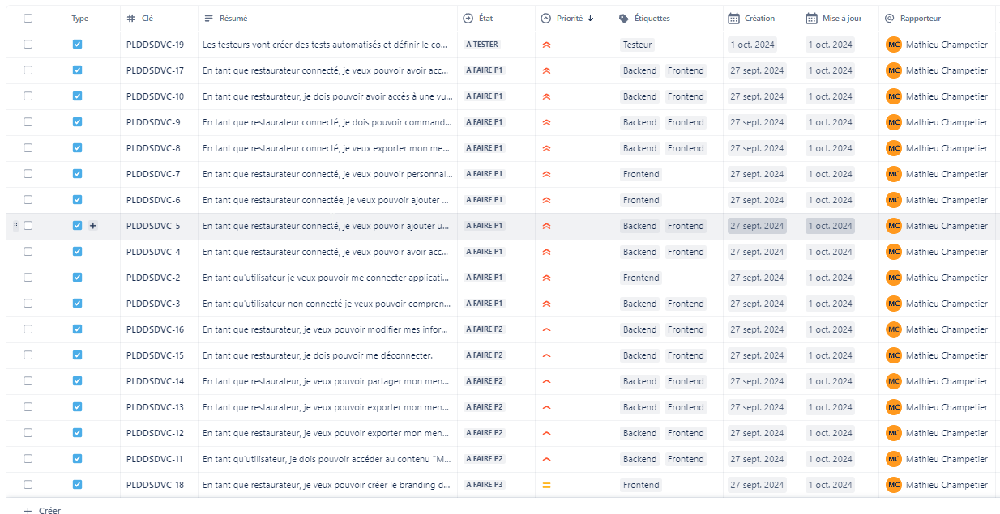 Type # Clé Résumé État Priorité ↓ Étiquettes Création Mise à jour @ Rapporteur
PLDDSDVC-19 Les testeurs vont créer des tests automatisés et définir le co... A TESTER Testeur 1 oct. 2024 1 oct. 2024 MC Mathieu Champetier
PLDDSDVC-17 En tant que restaurateur connecté, je veux pouvoir avoir acc... A FAIRE P1 Backend Frontend 27 sept. 2024 1 oct. 2024 MC Mathieu Champetier
PLDDSDVC-10 En tant que restaurateur, je dois pouvoir avoir accès à une vu... A FAIRE P1 Backend Frontend 27 sept. 2024 1 oct. 2024 MC Mathieu Champetier
PLDDSDVC-9 En tant que restaurateur connecté, je dois pouvoir command... A FAIRE P1 Backend Frontend 27 sept. 2024 1 oct. 2024 MC Mathieu Champetier
PLDDSDVC-8 En tant que restaurateur connecté, je veux exporter mon me... A FAIRE P1 Backend Frontend 27 sept. 2024 1 oct. 2024 MC Mathieu Champetier
PLDDSDVC-7 En tant que restaurateur connecté, je veux pouvoir personnal... A FAIRE P1 Frontend 27 sept. 2024 1 oct. 2024 MC Mathieu Champetier
PLDDSDVC-6 En tant que restaurateur connectée, je veux pouvoir ajouter ... A FAIRE P1 Frontend 27 sept. 2024 1 oct. 2024 MC Mathieu Champetier
PLDDSDVC-5 En tant que restaurateur connecté, je veux pouvoir ajouter u... A FAIRE P1 Backend Frontend 27 sept. 2024 1 oct. 2024 MC Mathieu Champetier
PLDDSDVC-4 En tant que restaurateur connecté, je veux pouvoir avoir acc... A FAIRE P1 Backend Frontend 27 sept. 2024 1 oct. 2024 MC Mathieu Champetier
PLDDSDVC-2 En tant qu'utilisateur je veux pouvoir me connecter applicati... A FAIRE P1 Frontend 27 sept. 2024 1 oct. 2024 MC Mathieu Champetier
PLDDSDVC-3 En tant qu'utilisateur non connecté je veux pouvoir compren... A FAIRE P1 Backend Frontend 27 sept. 2024 1 oct. 2024 MC Mathieu Champetier
PLDDSDVC-16 En tant que restaurateur, je veux pouvoir modifier mes infor... A FAIRE P2 Backend Frontend 27 sept. 2024 1 oct. 2024 MC Mathieu Champetier
PLDDSDVC-15 En tant que restaurateur, je dois pouvoir me déconnecter. A FAIRE P2 Backend Frontend 27 sept. 2024 1 oct. 2024 MC Mathieu Champetier
PLDDSDVC-14 En tant que restaurateur, je veux pouvoir partager mon men... A FAIRE P2 Backend Frontend 27 sept. 2024 1 oct. 2024 MC Mathieu Champetier
PLDDSDVC-13 En tant que restaurateur, je veux pouvoir exporter mon men... A FAIRE P2 Backend Frontend 27 sept. 2024 1 oct. 2024 MC Mathieu Champetier
PLDDSDVC-12 En tant que restaurateur, je veux pouvoir exporter mon men... A FAIRE P2 Backend Frontend 27 sept. 2024 1 oct. 2024 MC Mathieu Champetier
PLDDSDVC-11 En tant qu'utilisateur, je dois pouvoir accéder au contenu "M... A FAIRE P2 Backend Frontend 27 sept. 2024 1 oct. 2024 MC Mathieu Champetier
PLDDSDVC-18 En tant que restaurateur, je veux pouvoir créer le branding d... A FAIRE P3 Frontend 27 sept. 2024 1 oct. 2024 MC Mathieu Champetier
+ Créer